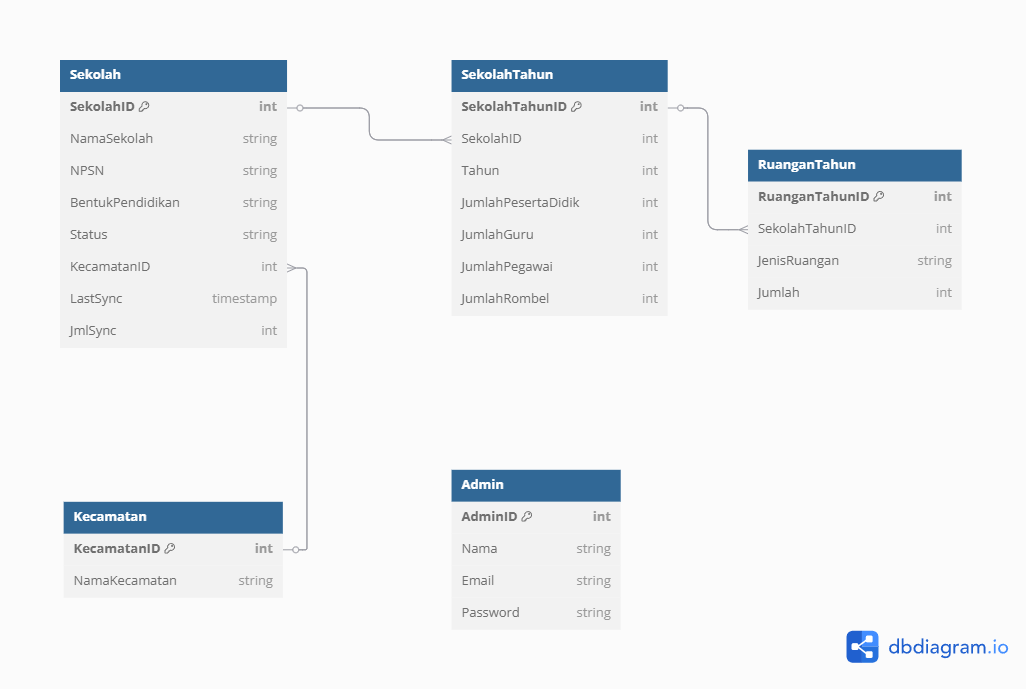 Sekolah
SekolahID int
NamaSekolah string
NPSN string
BentukPendidikan string
Status string
KecamatanID int
LastSync timestamp
JmlSync int
SekolahTahun
SekolahTahunID int
SekolahID int
Tahun int
JumlahPesertaDidik int
JumlahGuru int
JumlahPegawai int
JumlahRombel int
RuanganTahun
RuanganTahunID int
SekolahTahunID int
JenisRuangan string
Jumlah int
Kecamatan
KecamatanID int
NamaKecamatan string
Admin
AdminID int
Nama string
Email string
Password string
dbdiagram.io